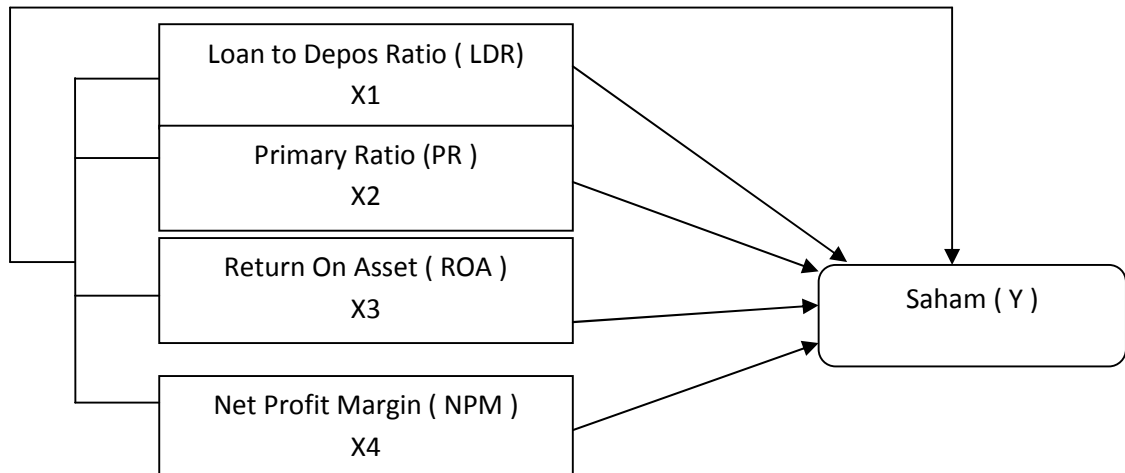 Loan to Depos Ratio ( LDR)
X1
Primary Ratio (PR )
X2
Return On Asset ( ROA )
X3
Saham ( Y )
Net Profit Margin ( NPM )
X4